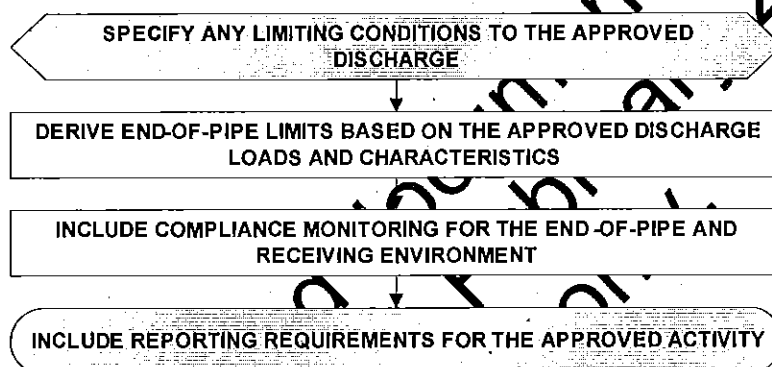 SPECIFY ANY LIMITING CONDITIONS TO THE APPROVED
DISCHARGE
DERIVE END-OF-PIPE LIMITS BASED ON THE APPROVED DISCHARGE
LOADS AND CHARACTERISTICS
INCLUDE COMPLIANCE MONITORING FOR THE END-OF-PIPE AND
RECEIVING ENVIRONMENT
INCLUDE REPORTING REQUIREMENTS FOR THE APPROVED ACTIVITY